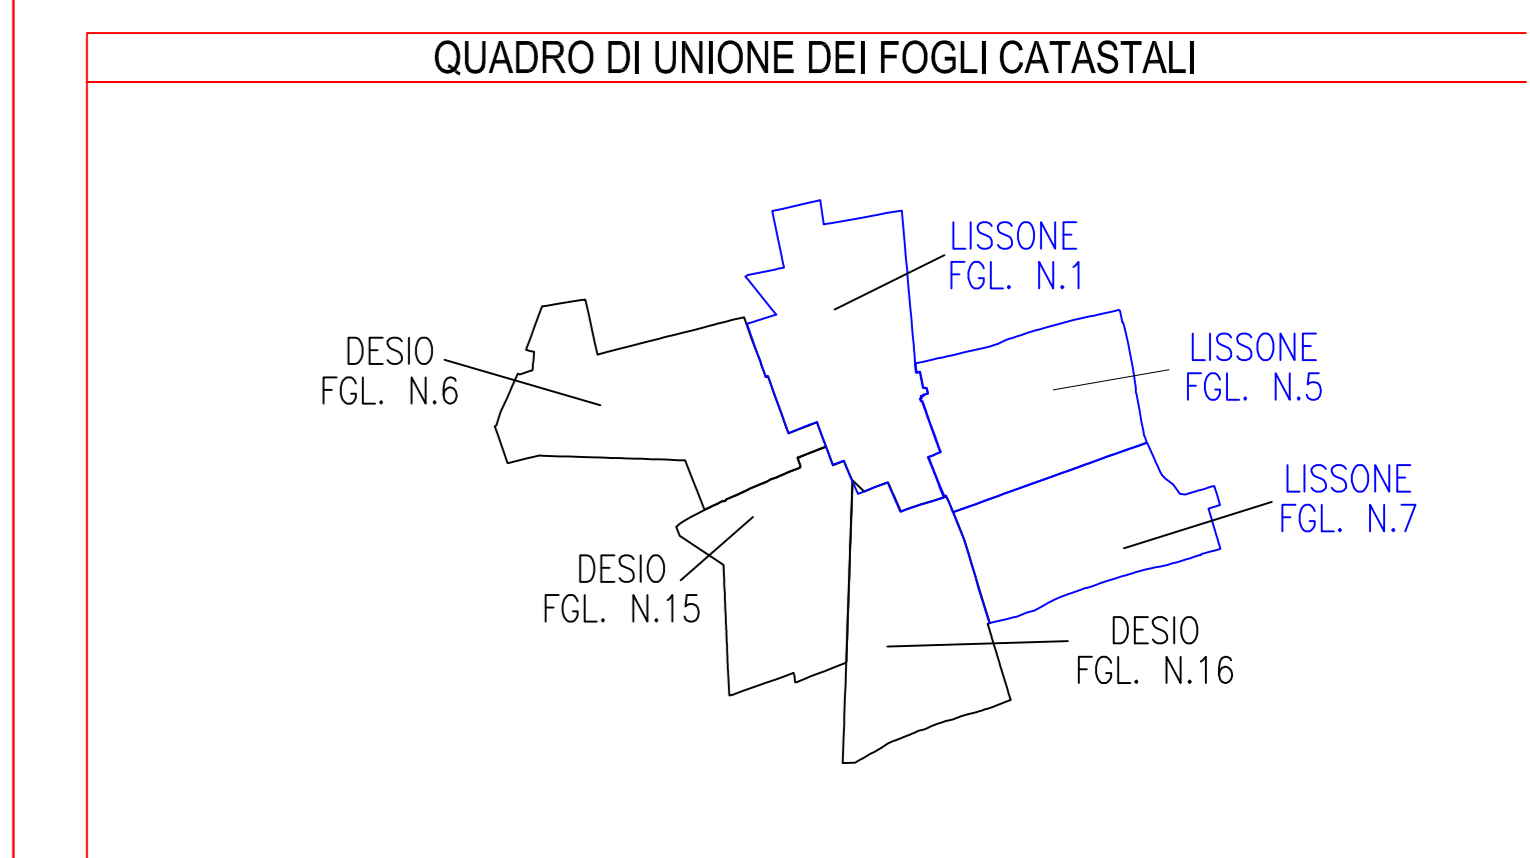 QUADRO DI UNIONE DEI FOGLI CATASTALI
LISSONE
FGL. N.1
DESIO
FGL. N.6
LISSONE
FGL. N.5
LISSONE
FGL. N.7
DESIO
FGL. N.15
DESIO
FGL. N.16